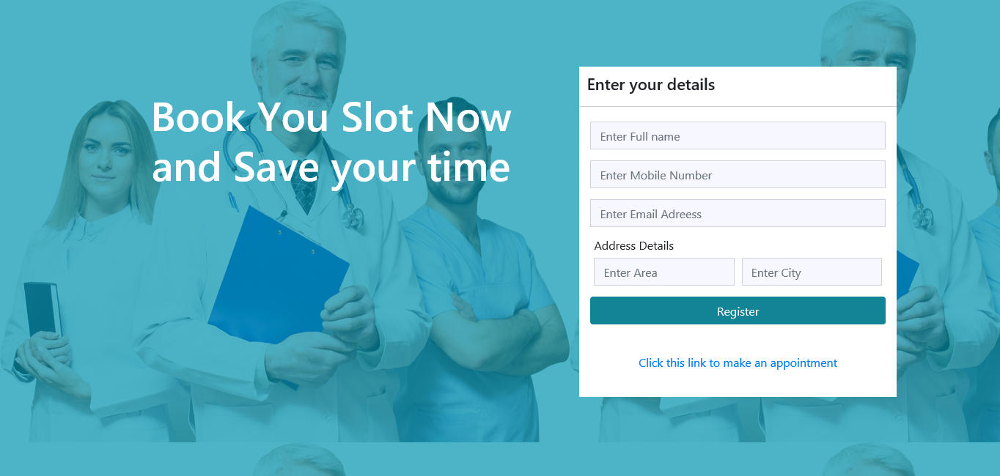 Book You Slot Now
and Save your time
Enter your details
Enter Full name
Enter Mobile Number
Enter Email Adreess
Address Details
Enter Area
Enter City
Register
Click this link to make an appointment